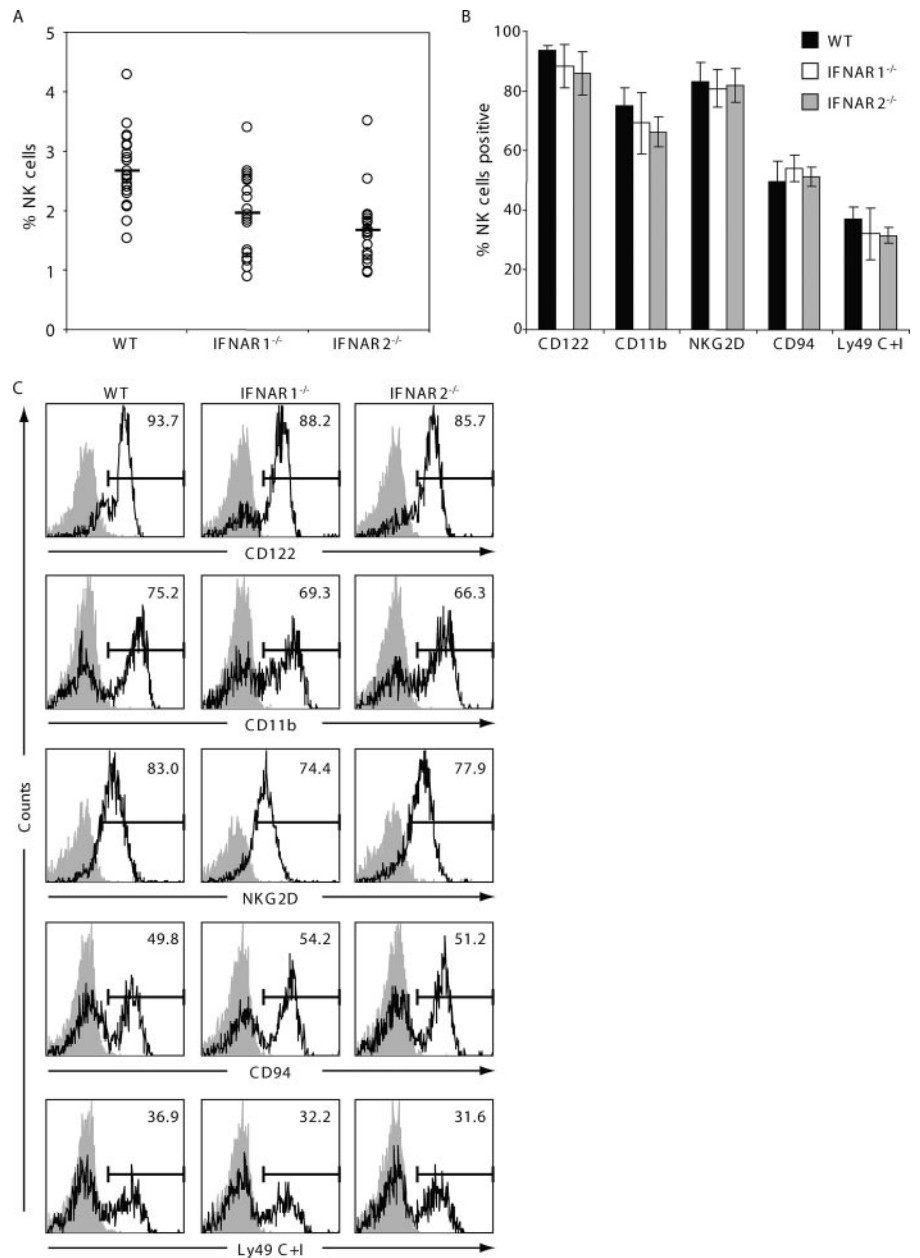 A
5
4
3
2
1
0
% NK cells
WT
IFNAR1-/-
IFNAR2-/-
B
100
80
60
40
20
0
% NK cells positive
WT
IFNAR1-/-
IFNAR2-/-
CD122
CD11b
NKG2D
CD94
Ly49 C+I
C
WT
IFNAR1-/-
IFNAR2-/-
93.7
88.2
85.7
CD122
75.2
69.3
66.3
CD11b
83.0
74.4
77.9
NKG2D
49.8
54.2
51.2
CD94
36.9
32.2
31.6
Ly49 C+I
Counts